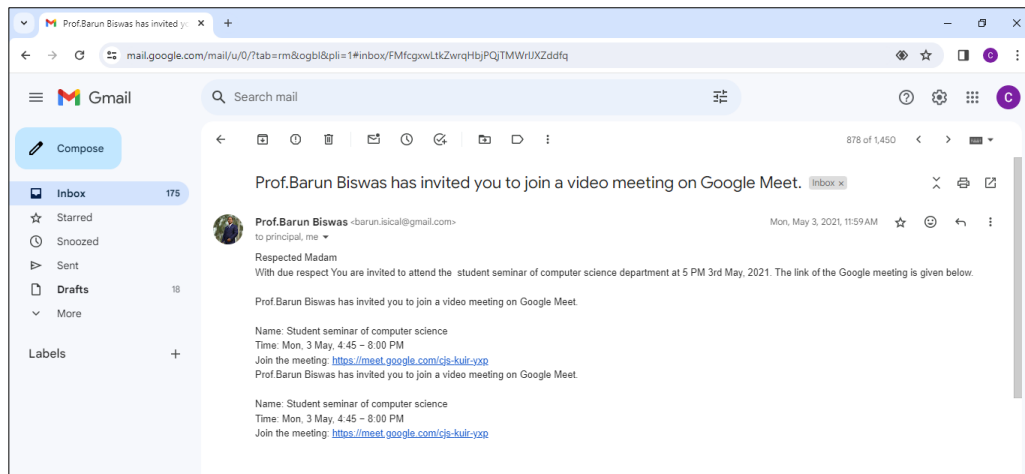 Prof.Barun Biswas has invited yo
mail.google.com/mail/u/0/?tab=rm&ogbl&pli=1#inbox/FMfcgxwLtkZwrqHbjPQjTMWrlJXZddfq
C
Gmail
Search mail
C
Compose
878 of 1,450
Inbox 175
Starred
Snoozed
Sent
Drafts 18
More
Labels
Prof.Barun Biswas has invited you to join a video meeting on Google Meet. Inbox x
Prof.Barun Biswas <barun.isical@gmail.com> Mon, May 3, 2021, 11:59 AM
to principal, me
Respected Madam
With due respect You are invited to attend the student seminar of computer science department at 5 PM 3rd May, 2021. The link of the Google meeting is given below.
Prof.Barun Biswas has invited you to join a video meeting on Google Meet.
Name: Student seminar of computer science
Time: Mon, 3 May, 4:45 – 8:00 PM
Join the meeting: https://meet.google.com/cjs-kuir-yxp
Prof.Barun Biswas has invited you to join a video meeting on Google Meet.
Name: Student seminar of computer science
Time: Mon, 3 May, 4:45 – 8:00 PM
Join the meeting: https://meet.google.com/cjs-kuir-yxp